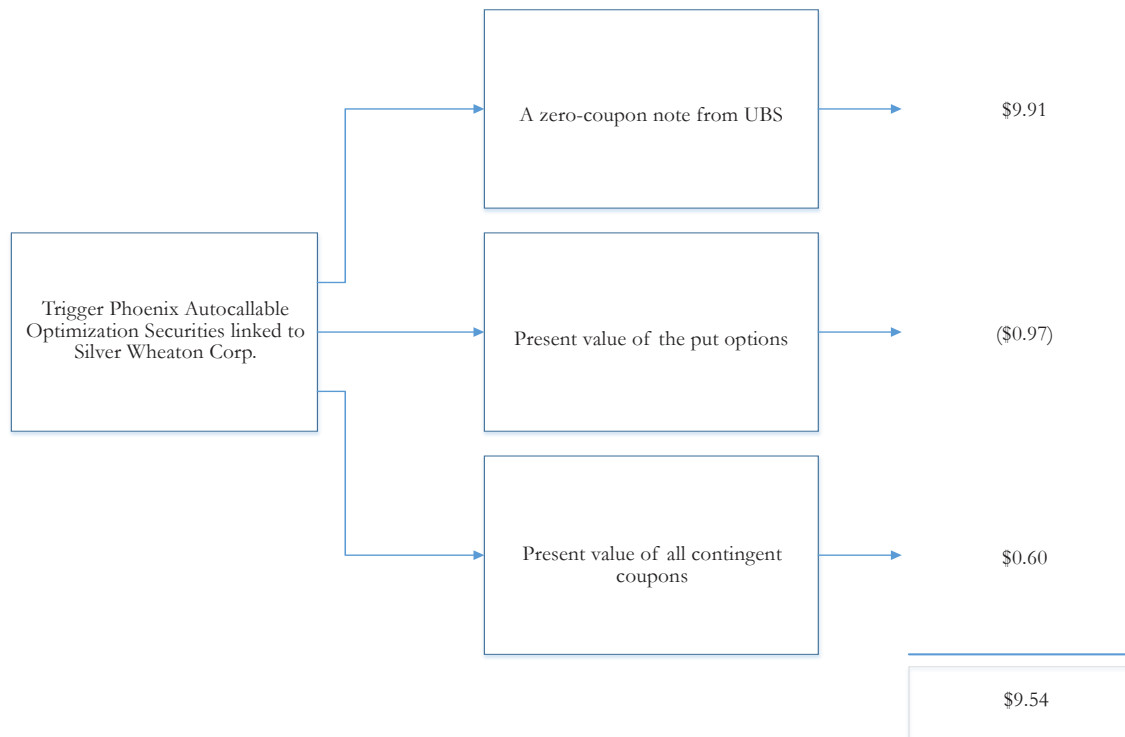 A zero-coupon note from UBS
$9.91
Trigger Phoenix Autocallable
Optimization Securities linked to
Silver Wheaton Corp.
Present value of the put options
($0.97)
Present value of all contingent
coupons
$0.60
$9.54